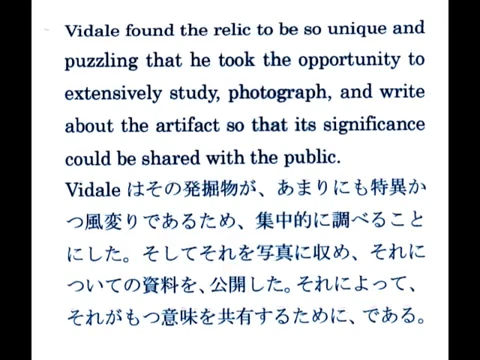 Vidale found the relic to be so unique and
puzzling that he took the opportunity to
extensively study, photograph, and write
about the artifact so that its significance
could be shared with the public.
Vidale はその発掘物が、あまりにも特異か
つ風変りであるため、集中的に調べること
にした。そしてそれを写真に収め、それに
ついての資料を、公開した。それによって、
それがもつ意味を共有するために、である。